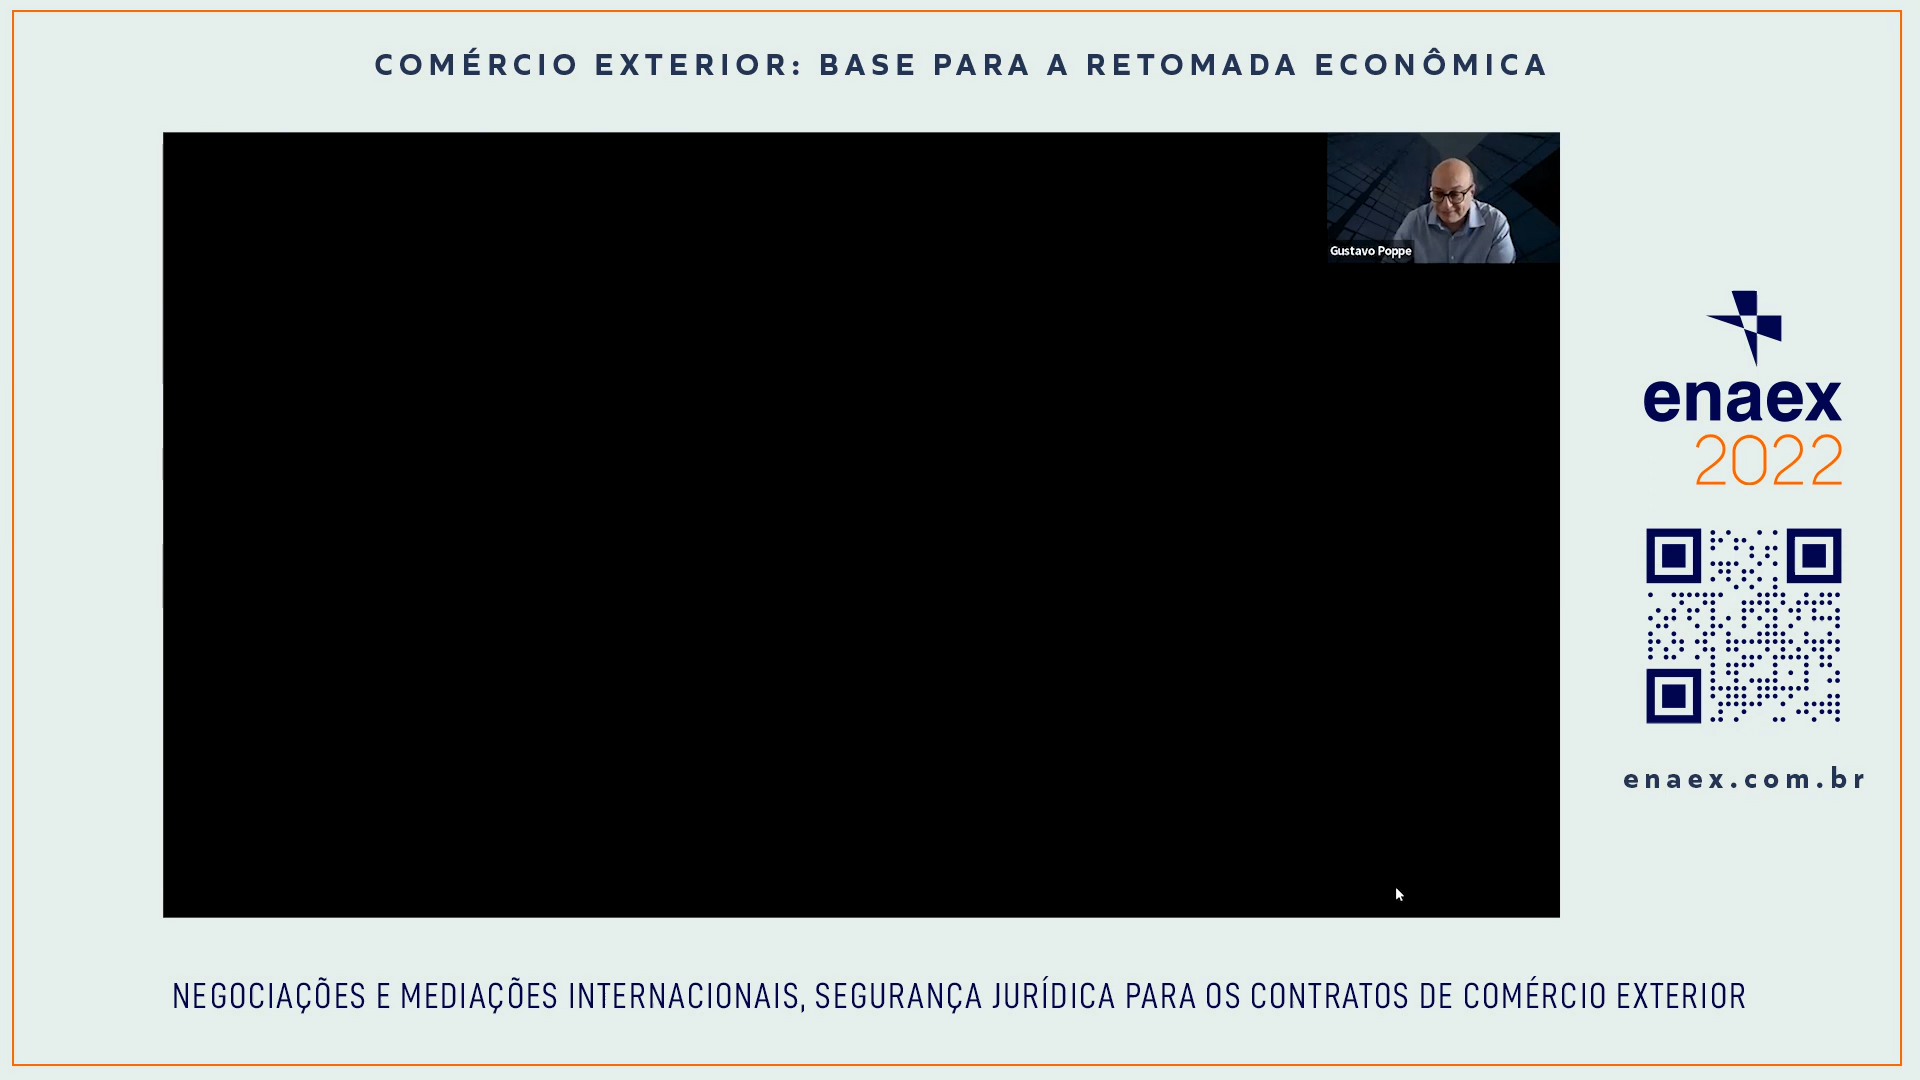 COMÉRCIO EXTERIOR: BASE PARA A RETOMADA ECONÔMICA
Gustavo Poppe
enaex
2022
enaex.com.br
NEGOCIAÇÕES E MEDIAÇÕES INTERNACIONAIS, SEGURANÇA JURÍDICA PARA OS CONTRATOS DE COMÉRCIO EXTERIOR